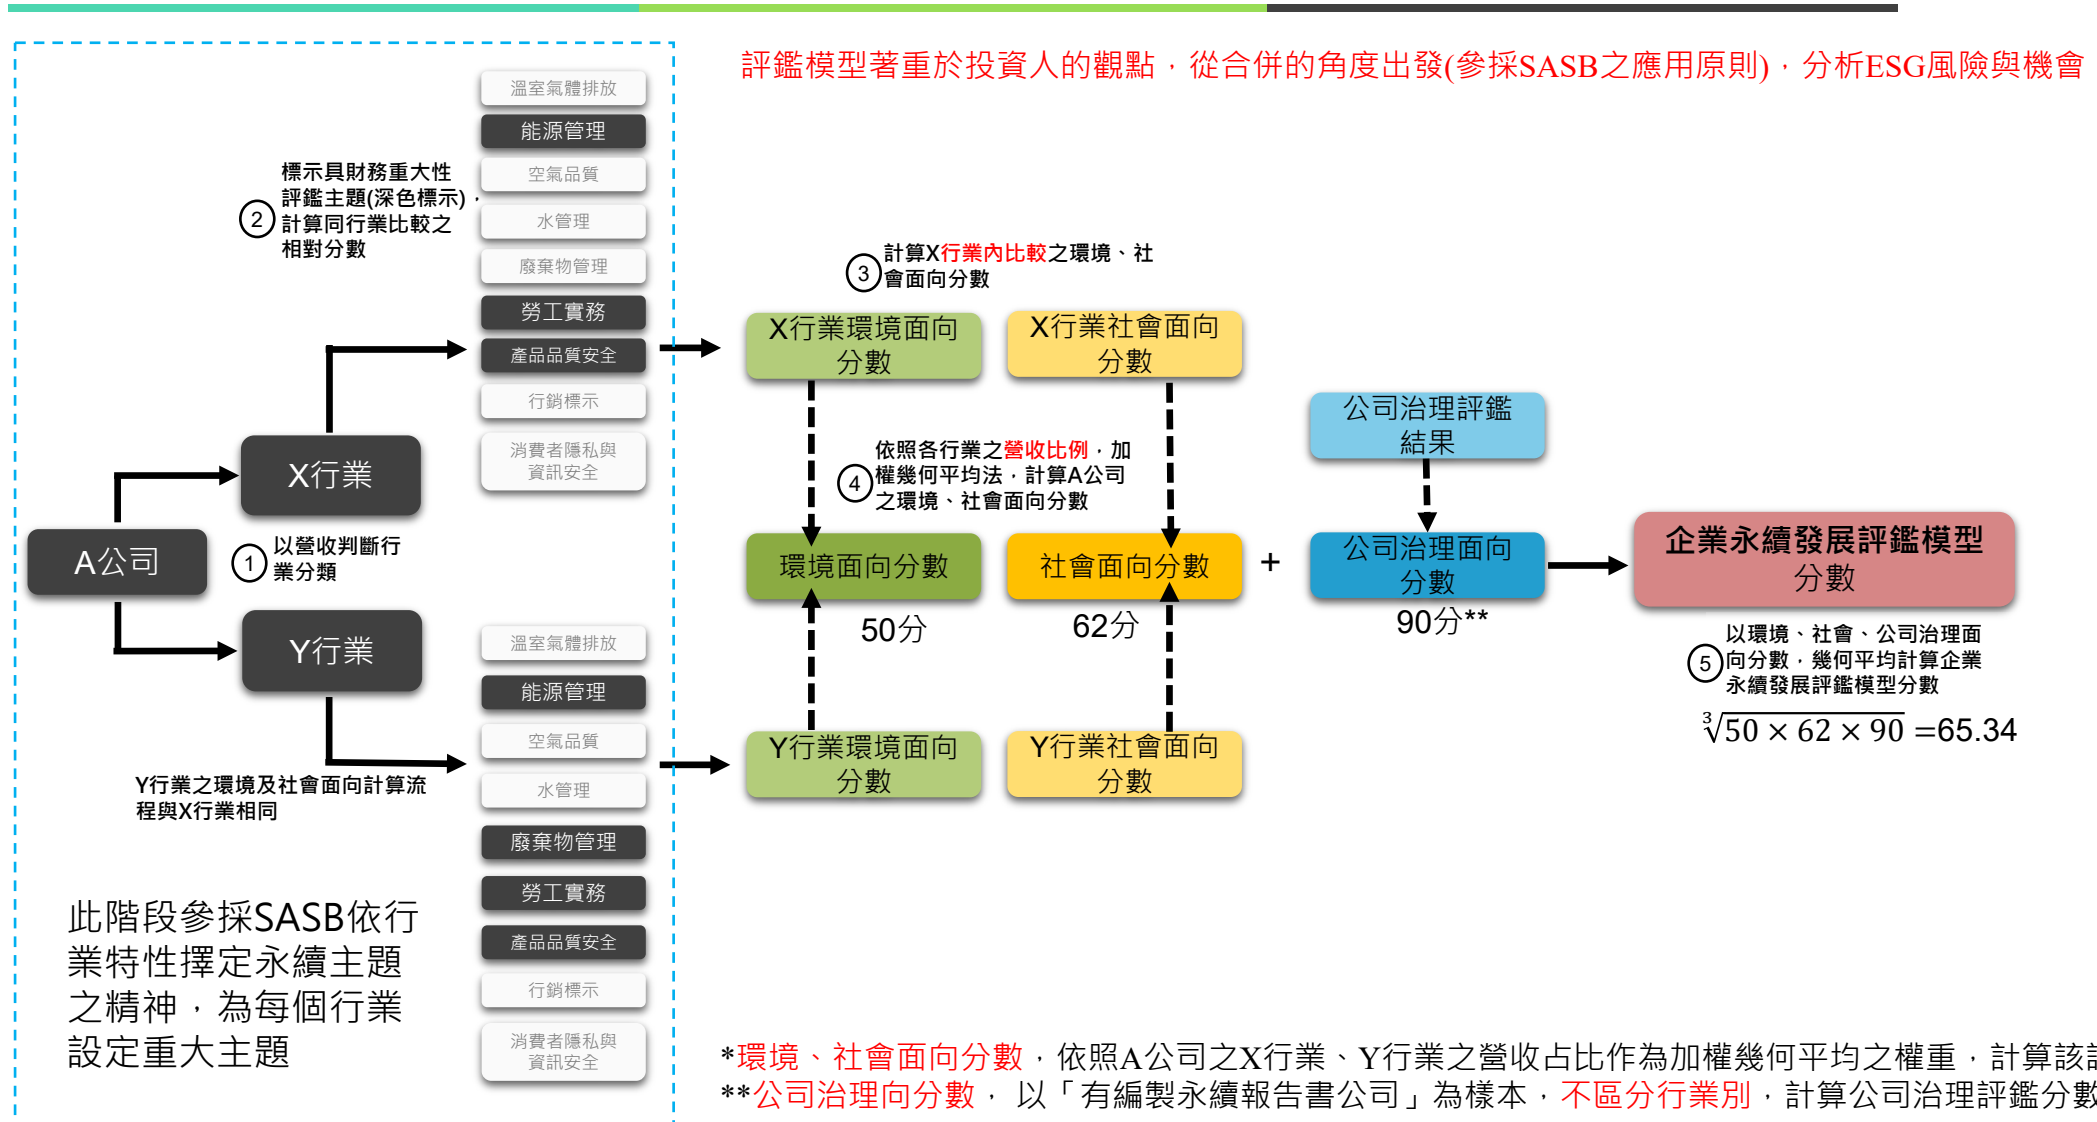 評鑑模型著重於投資人的觀點，從合併的角度出發(參採SASB之應用原則)，分析ESG風險與機會
溫室氣體排放
能源管理
空氣品質
水管理
廢棄物管理
勞工實務
產品品質安全
行銷標示
消費者隱私與
資訊安全
標示具財務重大性
評鑑主題(深色標示)，
計算同行業比較之
相對分數
2
X行業
A公司
1
以營收判斷行
業分類
Y行業
Y行業之環境及社會面向計算流
程與X行業相同
溫室氣體排放
能源管理
空氣品質
水管理
廢棄物管理
勞工實務
產品品質安全
行銷標示
消費者隱私與
資訊安全
此階段參採SASB依行
業特性擇定永續主題
之精神，為每個行業
設定重大主題
3
計算X行業內比較之環境、社
會面向分數
X行業環境面向
分數
X行業社會面向
分數
4
依照各行業之營收比例，加
權幾何平均法，計算A公司
之環境、社會面向分數
公司治理評鑑
結果
環境面向分數
社會面向分數
+
公司治理面向
分數
企業永續發展評鑑模型
分數
50分
62分
90分**
5
以環境、社會、公司治理面
向分數，幾何平均計算企業
永續發展評鑑模型分數
∛50 × 62 × 90 =65.34
Y行業環境面向
分數
Y行業社會面向
分數
*環境、社會面向分數，依照A公司之X行業、Y行業之營收占比作為加權幾何平均之權重，計算該
**公司治理向分數， 以「有編製永續報告書公司」為樣本，不區分行業別，計算公司治理評鑑分數